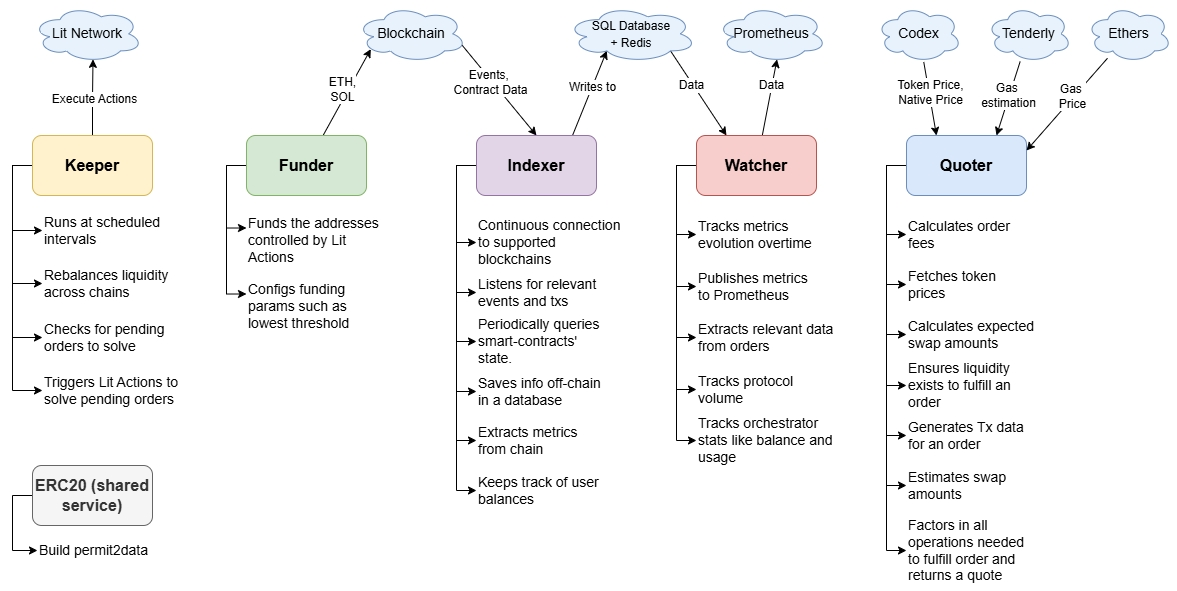 Lit Network
Blockchain
SQL Database
+ Redis
Prometheus
Codex
Tenderly
Ethers
Execute Actions
ETH,
SOL
Events,
Contract Data
Writes to
Data
Data
Token Price,
Native Price
Gas
estimation
Gas
Price
Keeper
Runs at scheduled
intervals
Rebalances liquidity
across chains
Checks for pending
orders to solve
Triggers Lit Actions to
solve pending orders
ERC20 (shared
service)
Build permit2data
Funder
Funds the addresses
controlled by Lit
Actions
Configs funding
params such as
lowest threshold
Indexer
Continuous connection
to supported
blockchains
Listens for relevant
events and txs
Periodically queries
smart-contracts'
state.
Saves info off-chain
in a database
Extracts metrics
from chain
Keeps track of user
balances
Watcher
Tracks metrics
evolution overtime
Publishes metrics
to Prometheus
Extracts relevant data
from orders
Tracks protocol
volume
Tracks orchestrator
stats like balance and
usage
Quoter
Calculates order
fees
Fetches token
prices
Calculates expected
swap amounts
Ensures liquidity
exists to fulfill an
order
Generates Tx data
for an order
Estimates swap
amounts
Factors in all
operations needed
to fulfill order and
returns a quote